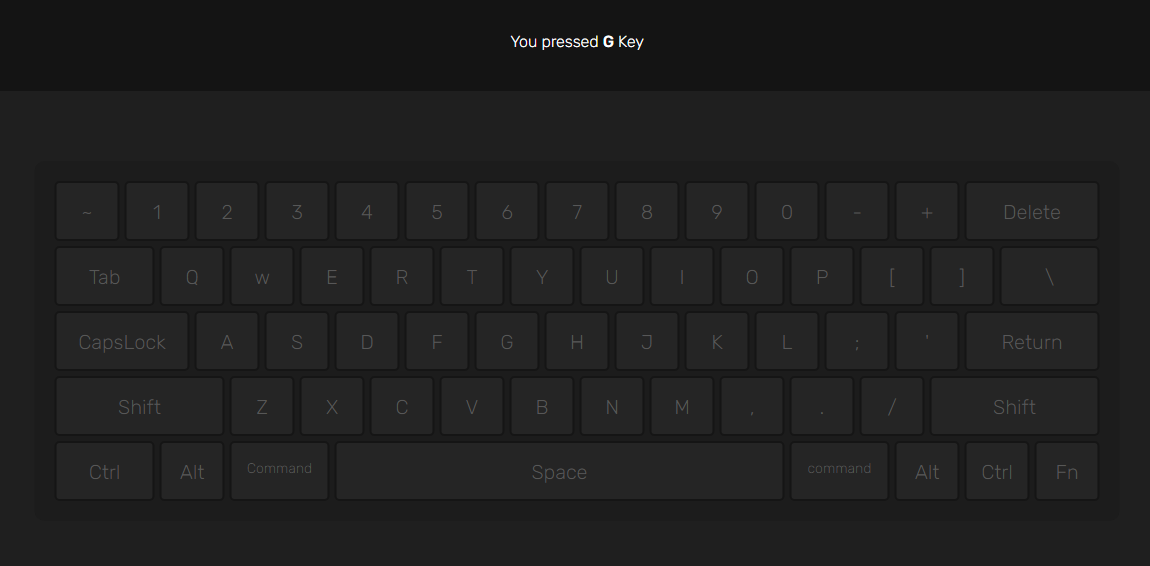 You pressed G Key
~ 1 2 3 4 5 6 7 8 9 0 - + Delete
Tab Q w E R T Y U I O P [ ] \
CapsLock A S D F G H J K L ; ' Return
Shift Z X C V B N M , . / Shift
Ctrl Alt Command Space command Alt Ctrl Fn